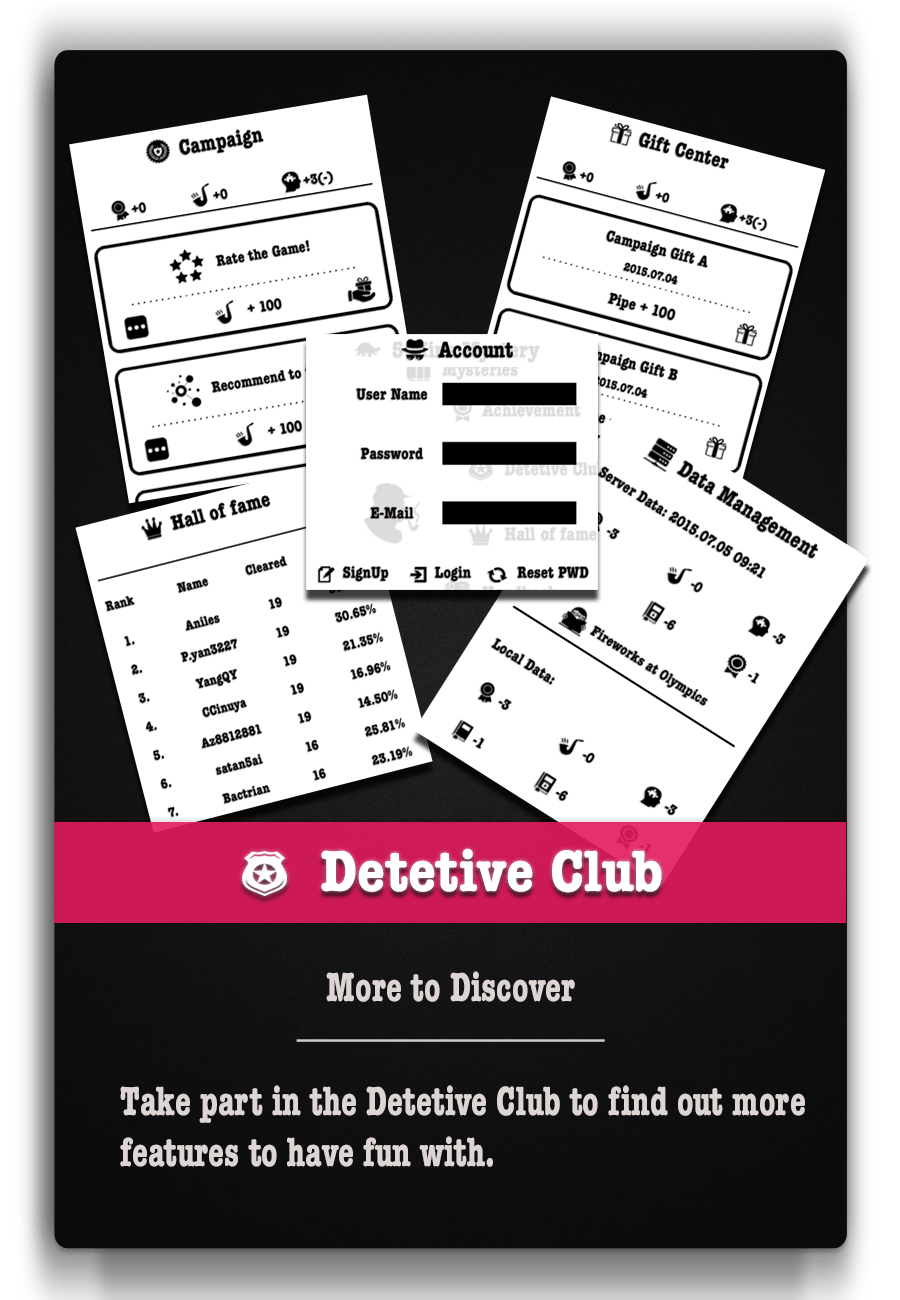 Campaign
+0 +0 +3(-)
Rate the Game!
+ 100
Recommend to
+ 100
Gift Center
+0 +0 +3(-)
Campaign Gift A
2015.07.04
Pipe + 100
paign Gift B
2015.07.04
Account
Mysteries
User Name
Achievement
Password
Detetive Clu
E-Mail
Hall of fame
SignUp Login Reset PWD
Hall of fame
Rank Name Cleared
1. Aniles 19 30.65%
2. P.yan3227 19 21.35%
3. YangQY 19 16.96%
4. CCinuya 19 14.50%
5. Az8812881 19 25.81%
6. satan5ai 16 23.19%
7. Bactrian 16
Data Management
Server Data: 2015.07.05 09:21
-3 -0
-6 -3
-1
Fireworks at Olympics
Local Data:
-3
-1 -0
-6 -3
Detetive Club
More to Discover
Take part in the Detetive Club to find out more
features to have fun with.